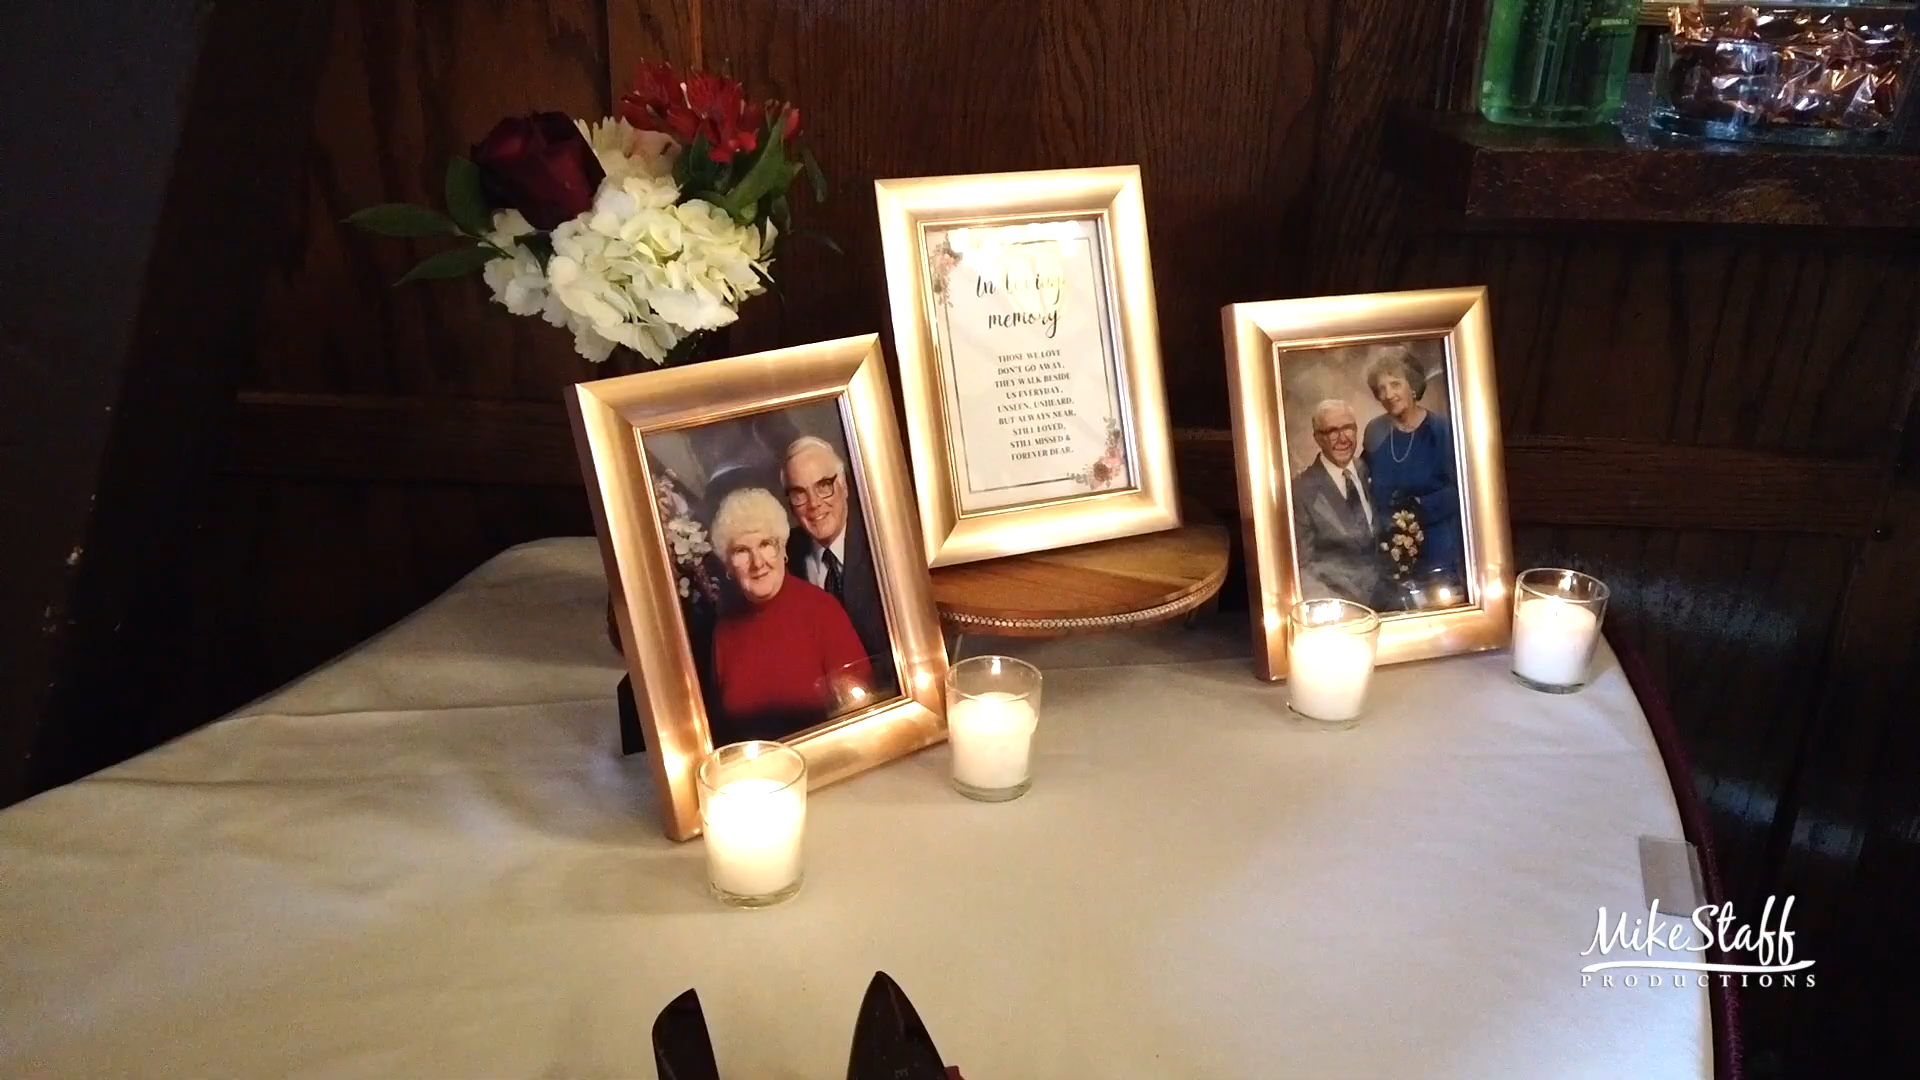 In loving
memory
THOSE WE LOVE
DON'T GO AWAY,
THEY WALK BESIDE
US EVERYDAY.
UNSEEN, UNHEARD,
BUT ALWAYS NEAR,
STILL LOVED,
STILL MISSED &
FOREVER DEAR.
MikeStaff
PRODUCTIONS